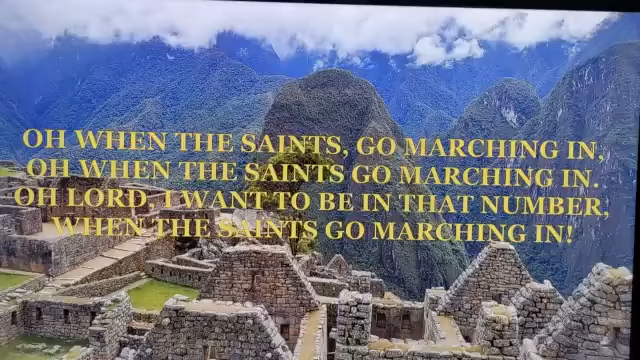 OH WHEN THE SAINTS, GO MARCHING IN,
OH WHEN THE SAINTS GO MARCHING IN.
OH LORD, I WANT TO BE IN THAT NUMBER,
WHEN THE SAINTS GO MARCHING IN!